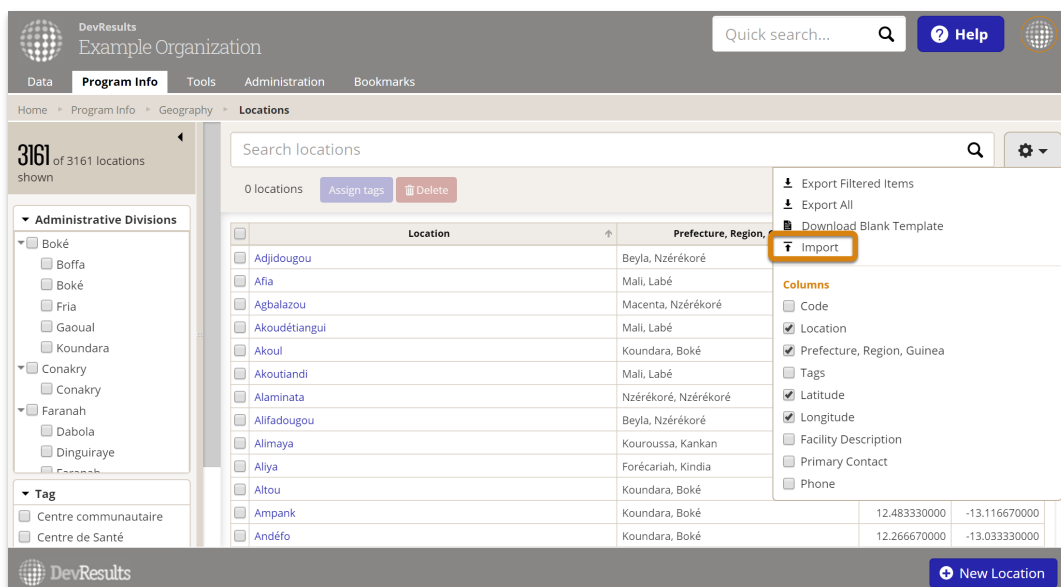 DevResults
Example Organization
Quick search...
Help
Data Program Info Tools Administration Bookmarks
Home Program Info Geography Locations
3161 of 3161 locations
shown
Search locations
0 locations Assign tags Delete
Export Filtered Items
Export All
Download Blank Template
Import
Columns
Code
Location
Prefecture, Region, Guinea
Tags
Latitude
Longitude
Facility Description
Primary Contact
Phone
Administrative Divisions
Boké
Boffa
Boké
Fria
Gaoual
Koundara
Conakry
Conakry
Faranah
Dabola
Dinguiraye
Faranah
Tag
Centre communautaire
Centre de Santé
Location Prefecture, Region,
Adjidougou Beyla, Nzérékoré
Afia Mali, Labé
Agbalazou Macenta, Nzérékoré
Akoudétiangui Mali, Labé
Akoul Koundara, Boké
Akoutiandi Mali, Labé
Alaminata Nzérékoré, Nzérékoré
Alifadougou Beyla, Nzérékoré
Alimaya Kouroussa, Kankan
Aliya Forécariah, Kindia
Altou Koundara, Boké
Ampank Koundara, Boké 12.483330000 -13.116670000
Andéfo Koundara, Boké 12.266670000 -13.033330000
DevResults
New Location